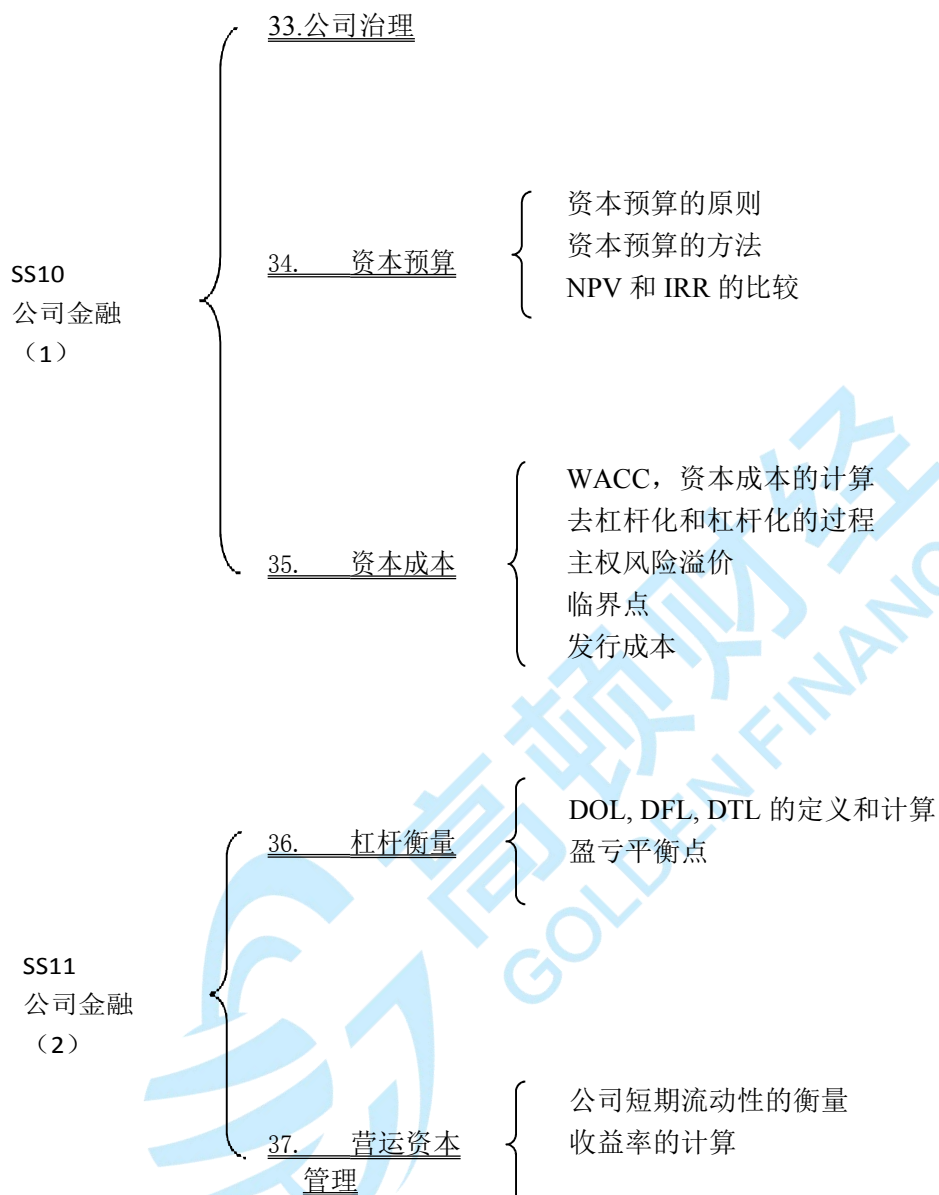 33.公司治理
SS10
公司金融
（1）
34. 资本预算
资本预算的原则
资本预算的方法
NPV 和 IRR 的比较
35. 资本成本
WACC，资本成本的计算
去杠杆化和杠杆化的过程
主权风险溢价
临界点
发行成本
SS11
公司金融
（2）
36. 杠杆衡量
DOL, DFL, DTL 的定义和计算
盈亏平衡点
37. 营运资本
管理
公司短期流动性的衡量
收益率的计算
高顿财经
GOLDEN FINANC